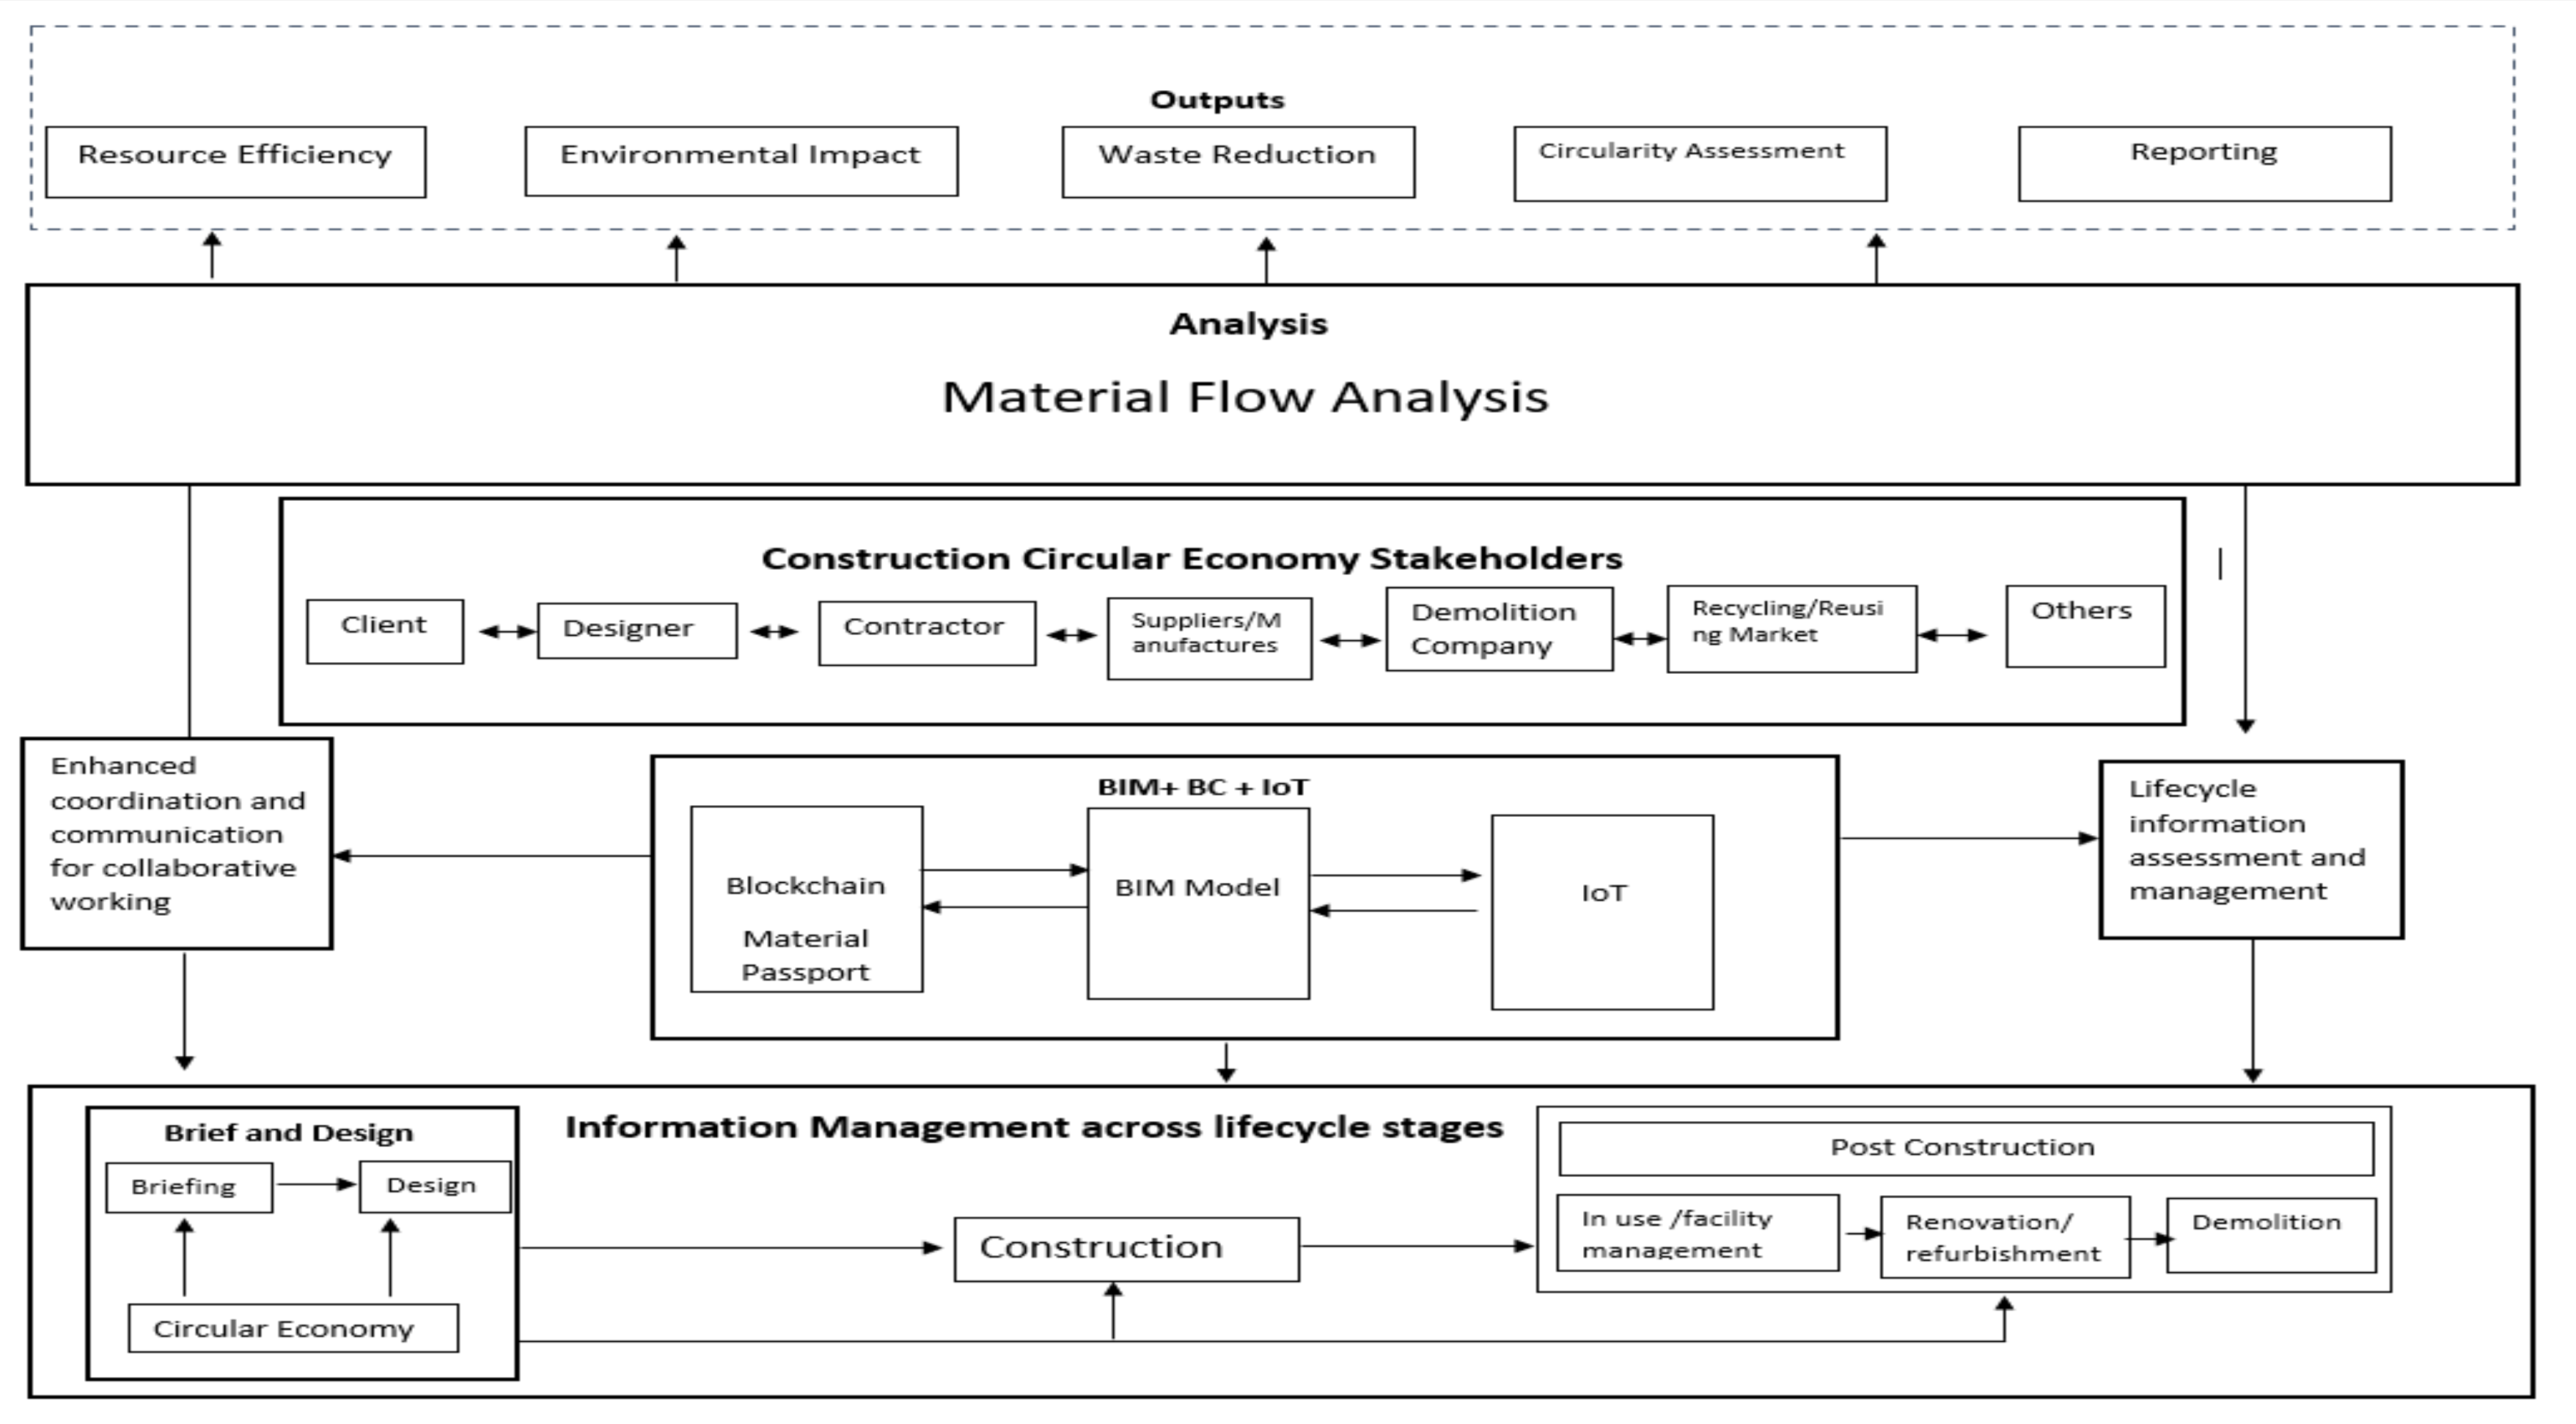 Outputs
Resource Efficiency
Environmental Impact
Waste Reduction
Circularity Assessment
Reporting
Analysis
Material Flow Analysis
Construction Circular Economy Stakeholders
Client
Designer
Contractor
Suppliers/M
anufactures
Demolition
Company
Recycling/Reusi
ng Market
Others
Enhanced
coordination and
communication
for collaborative
working
BIM+ BC + IoT
Blockchain
Material
Passport
BIM Model
IoT
Lifecycle
information
assessment and
management
Information Management across lifecycle stages
Brief and Design
Briefing
Design
Circular Economy
Construction
Post Construction
In use /facility
management
Renovation/
refurbishment
Demolition